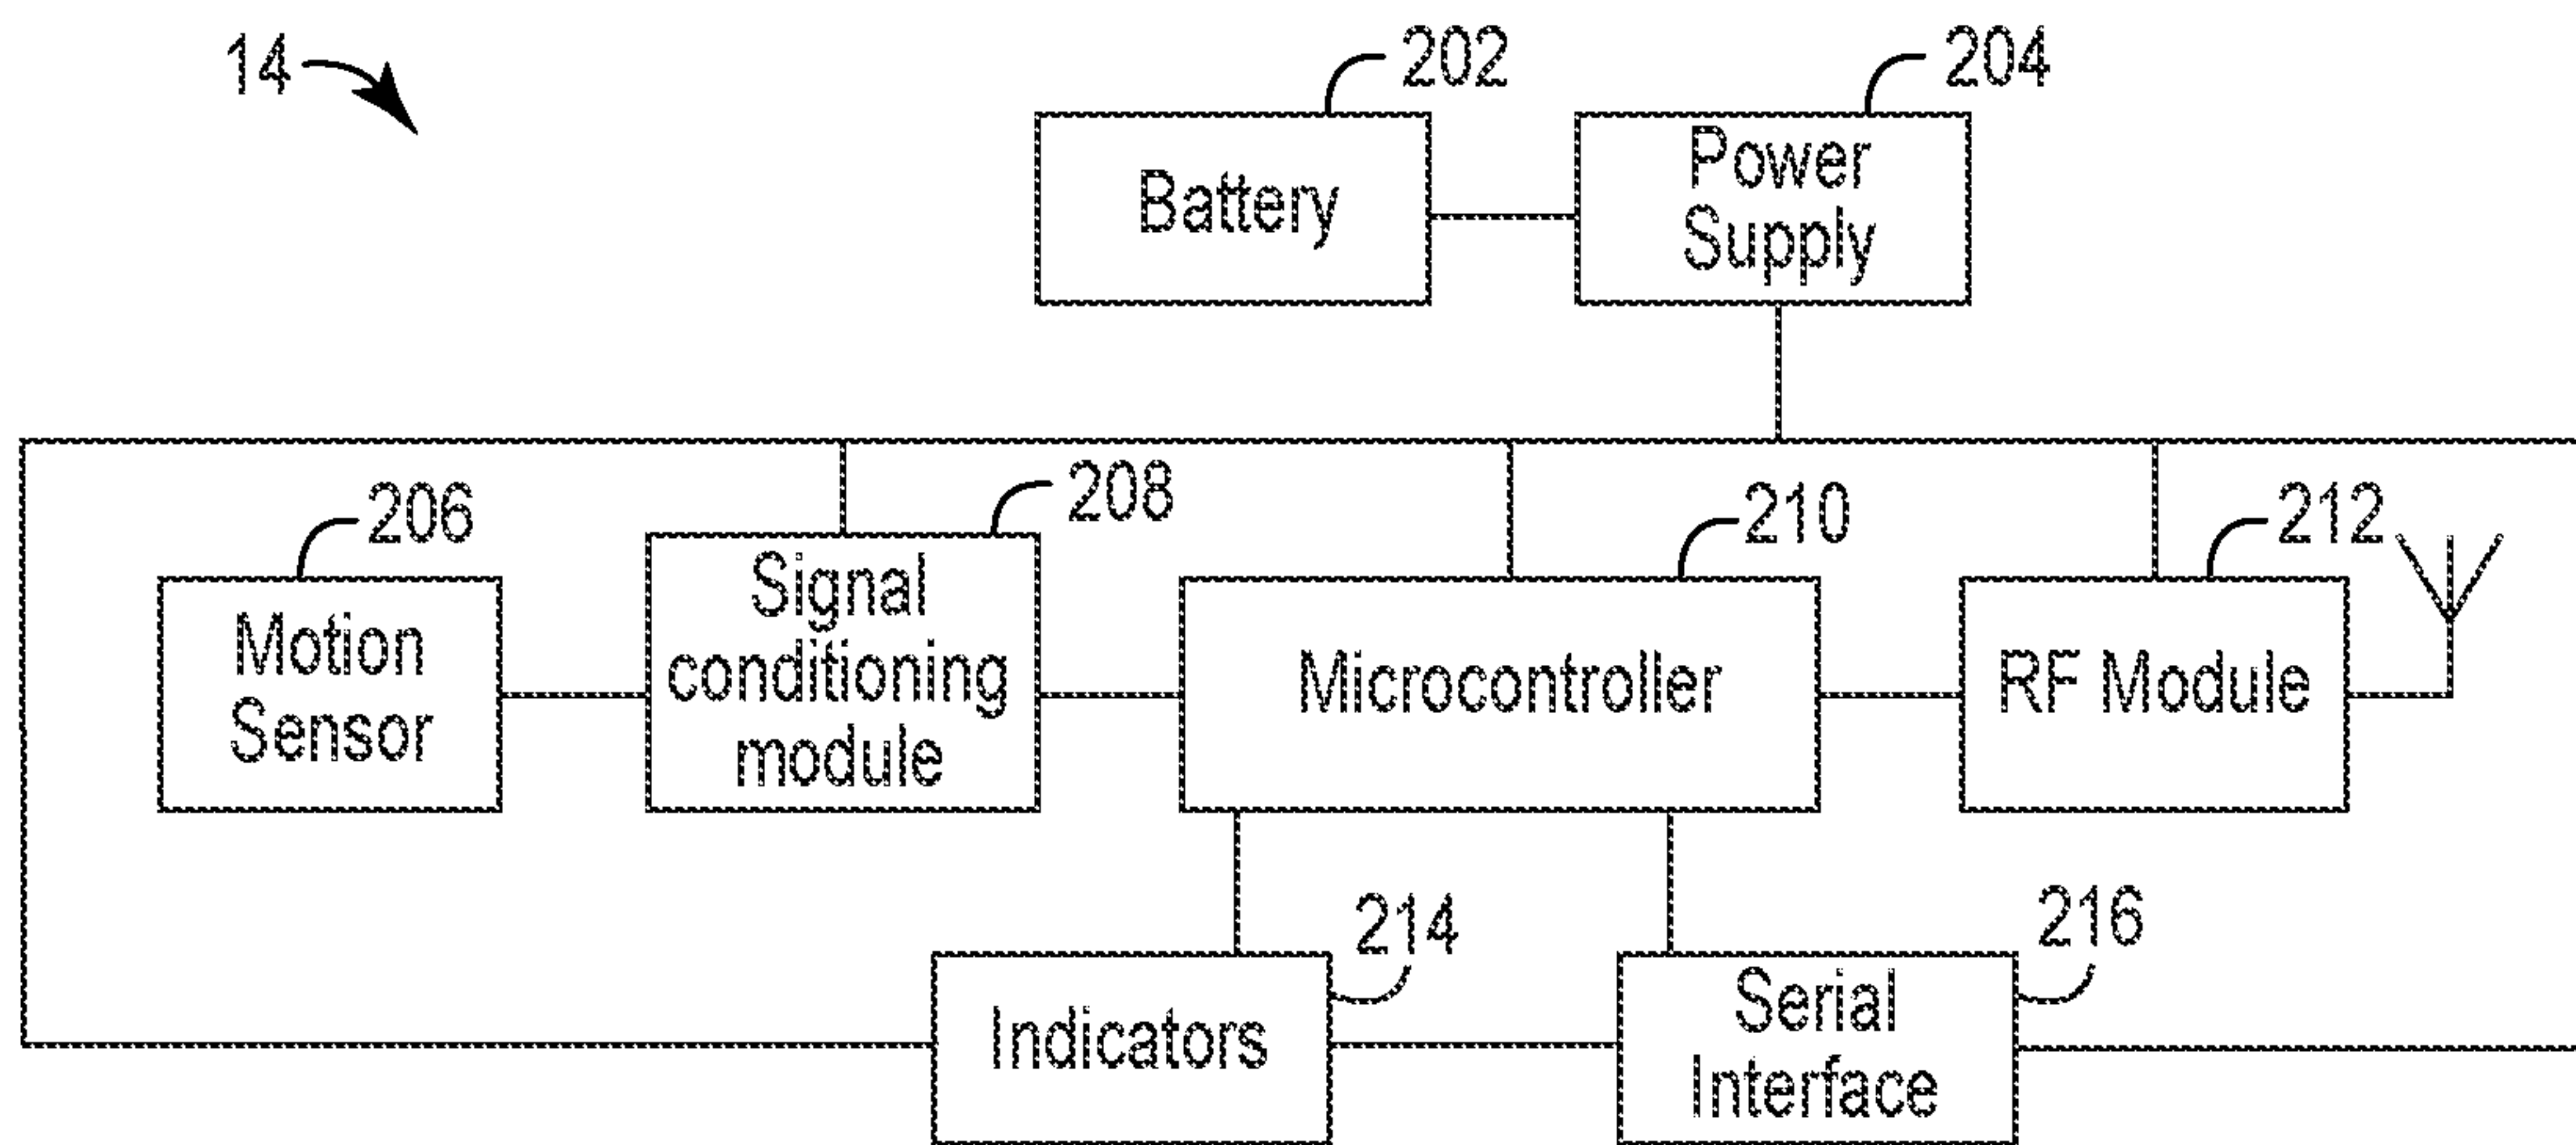 14
202
204
Battery
Power
Supply
206
208
210
212
Motion
Sensor
Signal
conditioning
module
Microcontroller
RF Module
214
216
Indicators
Serial
Interface